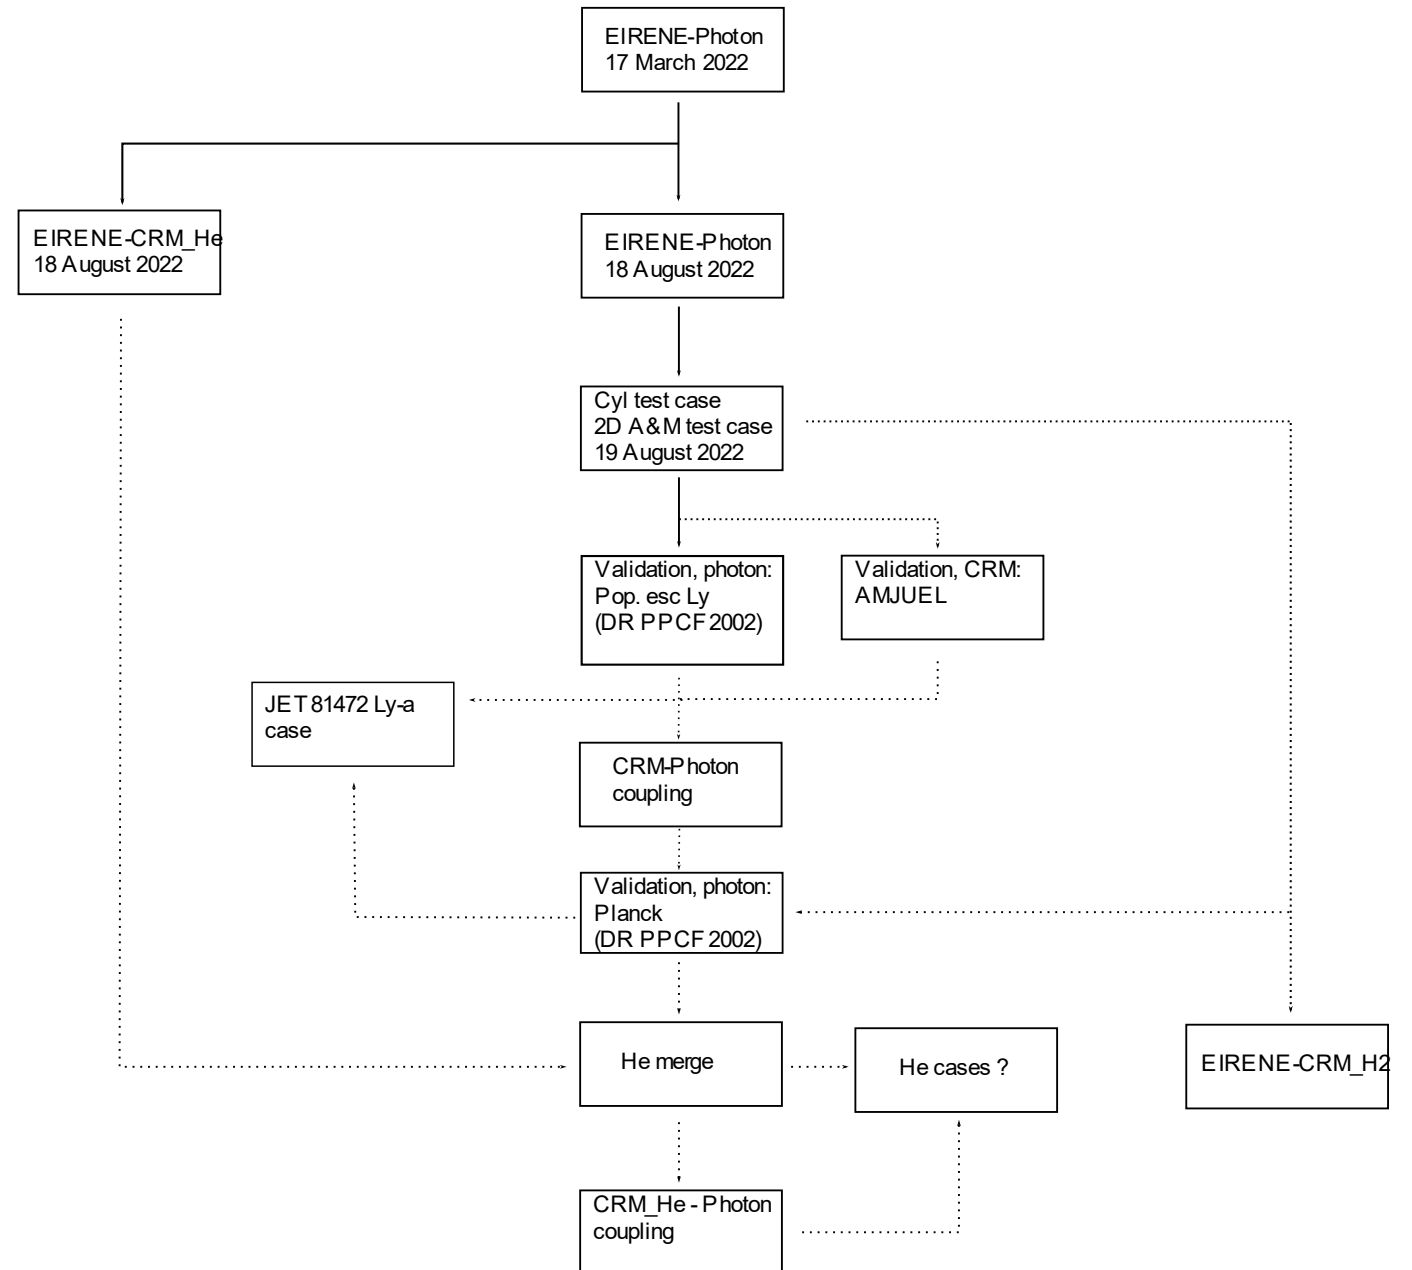 EIRENE-Photon
17 March 2022
EIRENE-CRM_He
18 August 2022
EIRENE-Photon
18 August 2022
Cyl test case
2D A&M test case
19 August 2022
Validation, photon:
Pop. esc Ly
(DR PPCF 2002)
Validation, CRM:
AMJUEL
JET 81472 Ly-a
case
CRM-Photon
coupling
Validation, photon:
Planck
(DR PPCF 2002)
He merge
He cases ?
EIRENE-CRM_H2
CRM_He - Photon
coupling